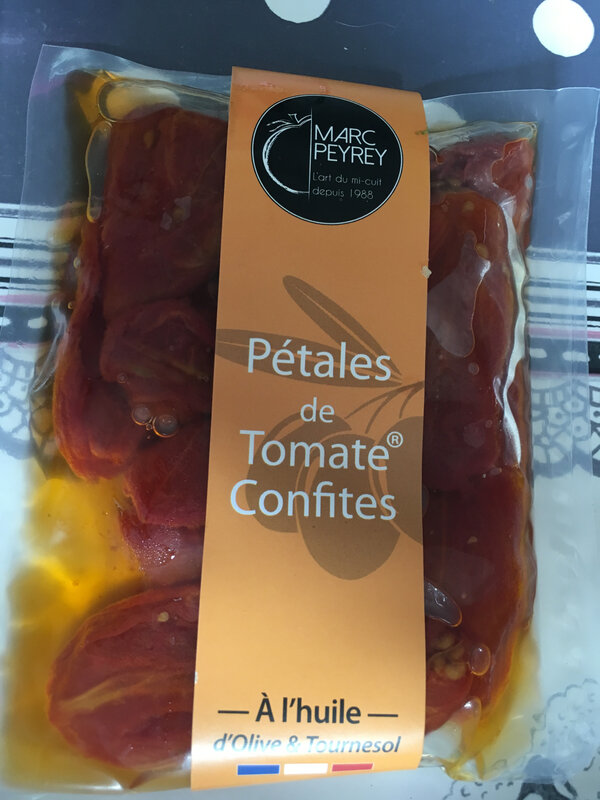 MARC
PEYREY
L'art du mi-cuit
depuis 1988
Pétales
de
Tomate®
Confites
— À l'huile —
d'Olive & Tournesol